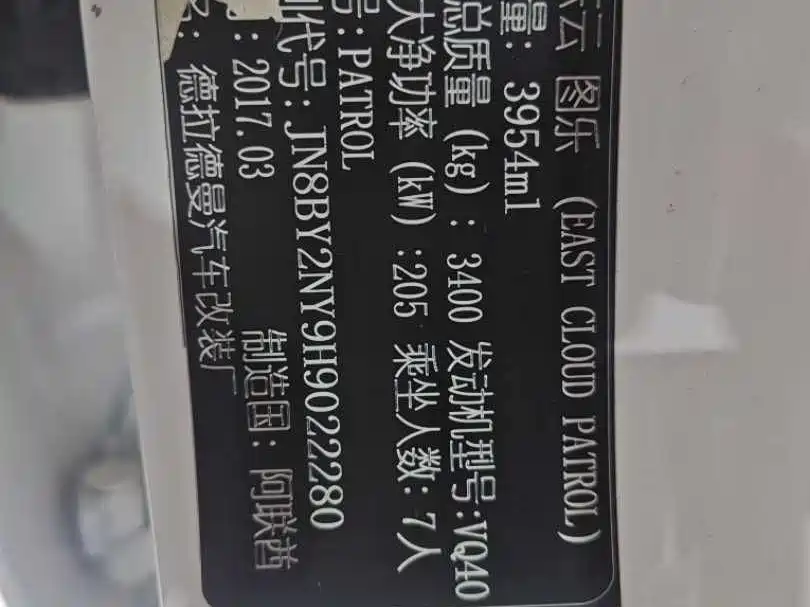 云 图乐 (EAST CLOUD PATROL)
量: 3954ml
总质量 (kg): 3400 发动机型号:VQ40
大净功率 (kW):205 乘坐人数: 7人
号:PATROL
代号:JN8BY2NY9H9022280
: 2017.03 制造国: 阿联酋
: 德拉德曼汽车改装厂